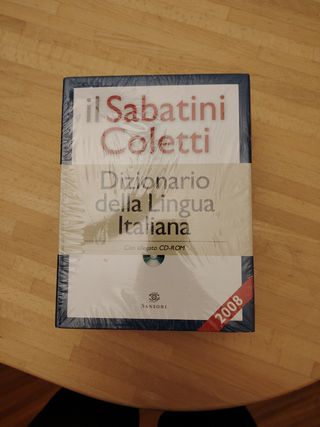 il Sabatini
Coletti
Dizionario
della Lingua
Italiana
Con allegato CD-ROM
SANSONI
2008